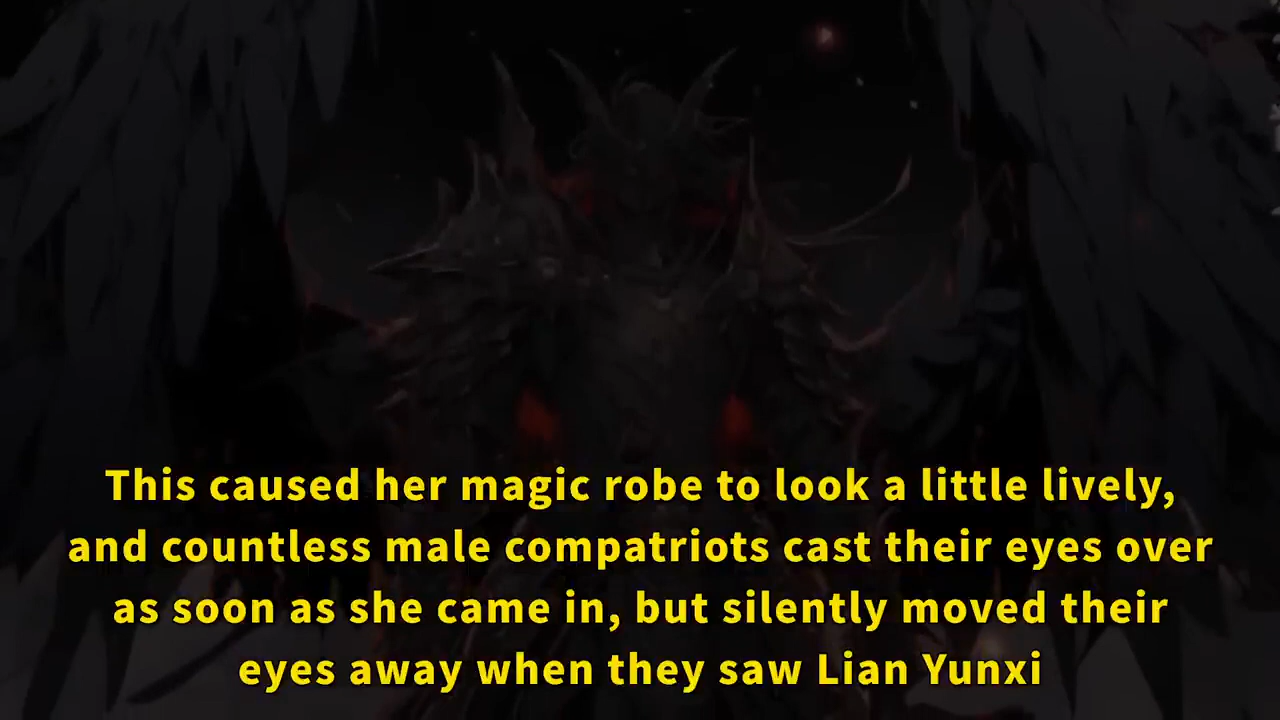 This caused her magic robe to look a little lively,
and countless male compatriots cast their eyes over
as soon as she came in, but silently moved their
eyes away when they saw Lian Yunxi